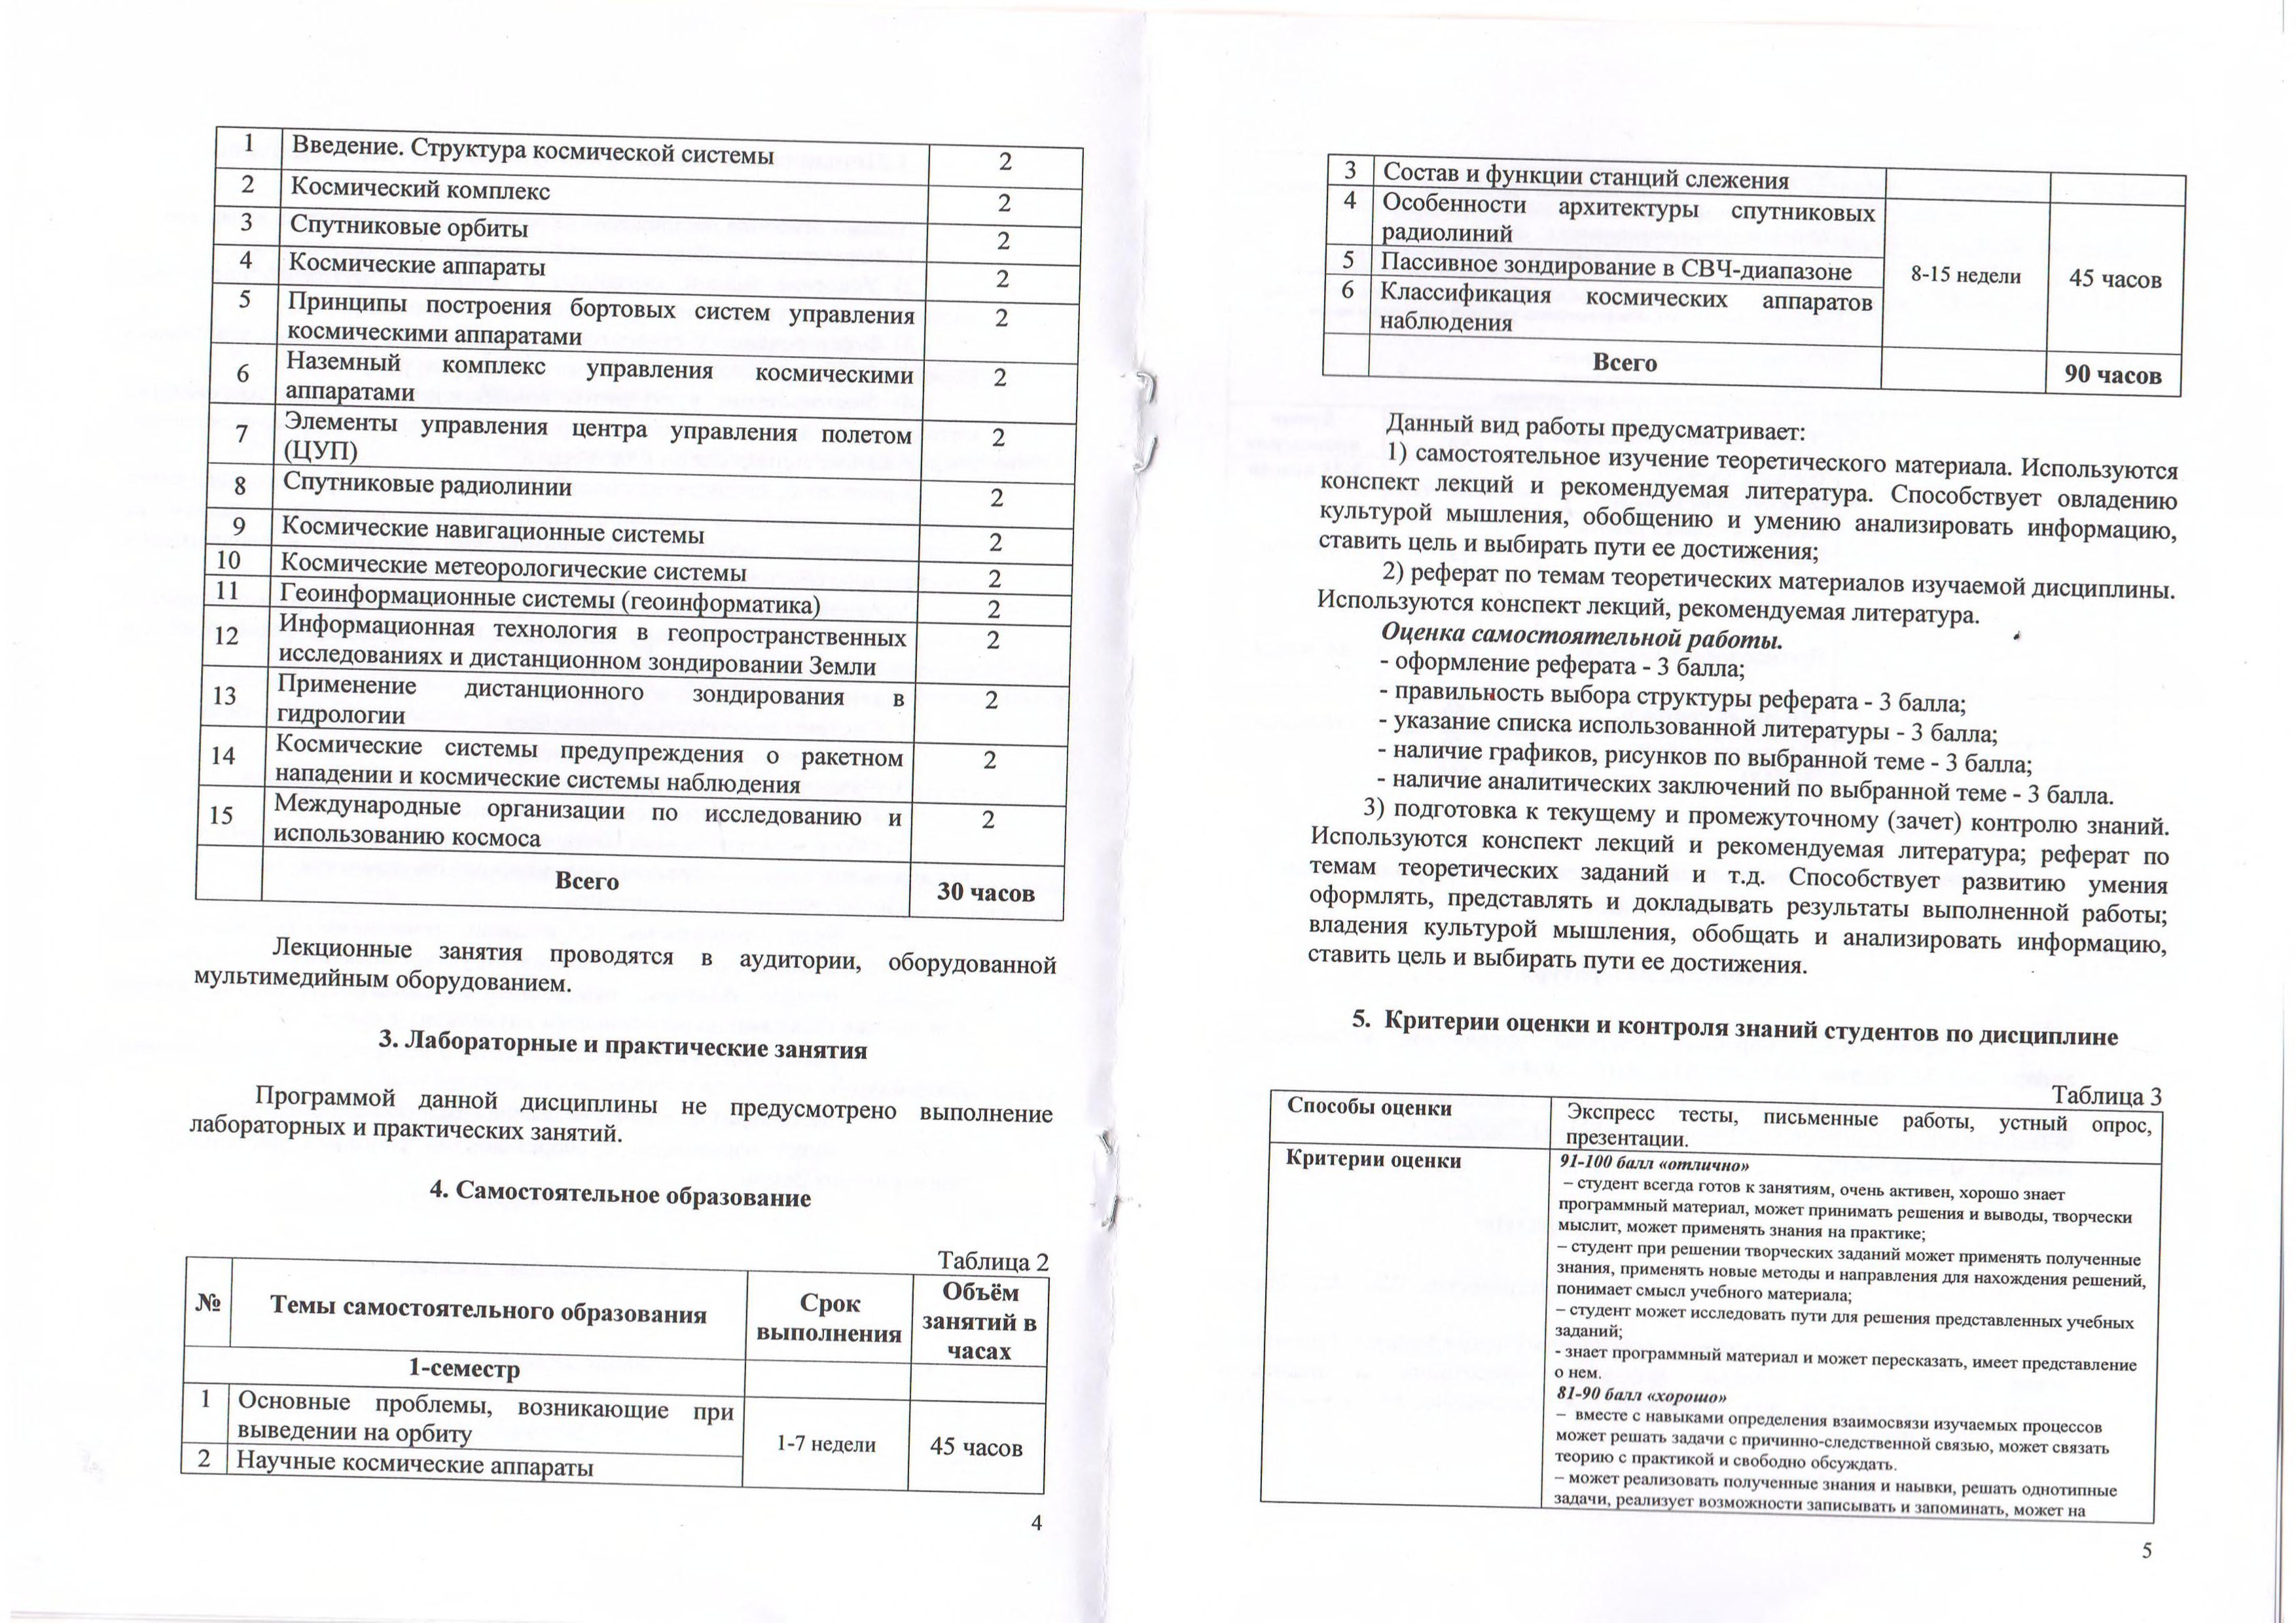 1 Введение. Структура космической системы 2
2 Космический комплекс 2
3 Спутниковые орбиты 2
4 Космические аппараты 2
5 Принципы построения бортовых систем управления 2
космическими аппаратами
6 Наземный комплекс управления космическими 2
аппаратами
7 Элементы управления центра управления полетом 2
(ЦУП)
8 Спутниковые радиолинии 2
9 Космические навигационные системы 2
10 Космические метеорологические системы 2
11 Геоинформационные системы (геоинформатика) 2
12 Информационная технология в геопространственных 2
исследованиях и дистанционном зондировании Земли
13 Применение дистанционного зондирования в 2
гидрологии
14 Космические системы предупреждения о ракетном 2
нападении и космические системы наблюдения
15 Международные организации по исследованию и 2
использованию космоса
Всего 30 часов
Лекционные занятия проводятся в аудитории, оборудованной
мультимедийным оборудованием.
3. Лабораторные и практические занятия
Программой данной дисциплины не предусмотрено выполнение
лабораторных и практических занятий.
4. Самостоятельное образование
Таблица 2
№ Темы самостоятельного образования Срок выполнения Объём занятий в часах
1-семестр
1 Основные проблемы, возникающие при
выведении на орбиту
1-7 недели 45 часов
2 Научные космические аппараты
4
3 Состав и функции станций слежения
4 Особенности архитектуры спутниковых
радиолиний
5 Пассивное зондирование в СВЧ-диапазоне
8-15 недели 45 часов
6 Классификация космических аппаратов
наблюдения
Всего 90 часов
Данный вид работы предусматривает:
1) самостоятельное изучение теоретического материала. Используются
конспект лекций и рекомендуемая литература. Способствует овладению
культурой мышления, обобщению и умению анализировать информацию,
ставить цель и выбирать пути ее достижения;
2) реферат по темам теоретических материалов изучаемой дисциплины.
Используются конспект лекций, рекомендуемая литература.
Оценка самостоятельной работы.
- оформление реферата - 3 балла;
- правильность выбора структуры реферата - 3 балла;
- указание списка использованной литературы - 3 балла;
- наличие графиков, рисунков по выбранной теме - 3 балла;
- наличие аналитических заключений по выбранной теме - 3 балла.
3) подготовка к текущему и промежуточному (зачет) контролю знаний.
Используются конспект лекций и рекомендуемая литература; реферат по
темам теоретических заданий и т.д. Способствует развитию умения
оформлять, представлять и докладывать результаты выполненной работы;
владения культурой мышления, обобщать и анализировать информацию,
ставить цель и выбирать пути ее достижения.
5. Критерии оценки и контроля знаний студентов по дисциплине
Таблица 3
Способы оценки Экспресс тесты, письменные работы, устный опрос,
презентации.
Критерии оценки 91-100 балл «отлично»
– студент всегда готов к занятиям, очень активен, хорошо знает
программный материал, может принимать решения и выводы, творчески
мыслит, может применять знания на практике;
– студент при решении творческих заданий может применять полученные
знания, применять новые методы и направления для нахождения решений,
понимает смысл учебного материала;
– студент может исследовать пути для решения представленных учебных
заданий;
- знает программный материал и может пересказать, имеет представление
о нем.
81-90 балл «хорошо»
– вместе с навыками определения взаимосвязи изучаемых процессов
может решать задачи с причинно-следственной связью, может связать
теорию с практикой и свободно обсуждать.
– может реализовать полученные знания и наывки, решать однотипные
задачи, реализует возможности записывать и запоминать, может на
5